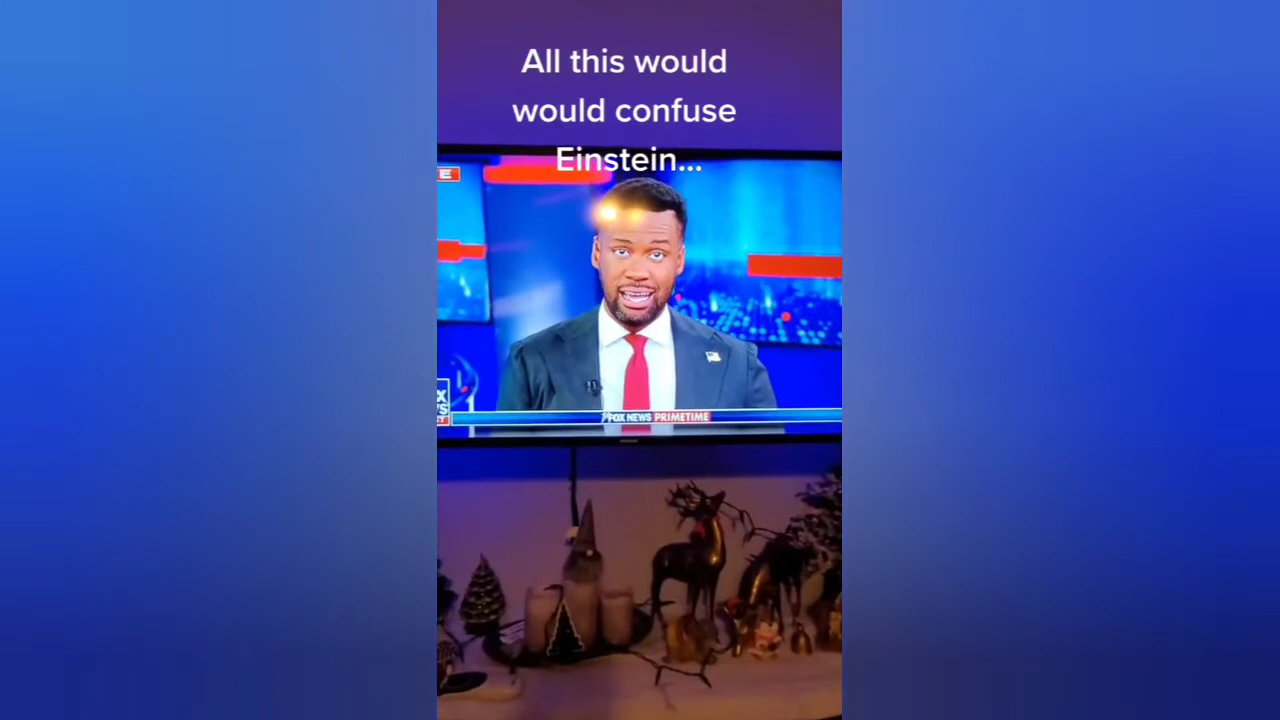 All this would
would confuse
Einstein...
E
X
FOX NEWS PRIMETIME